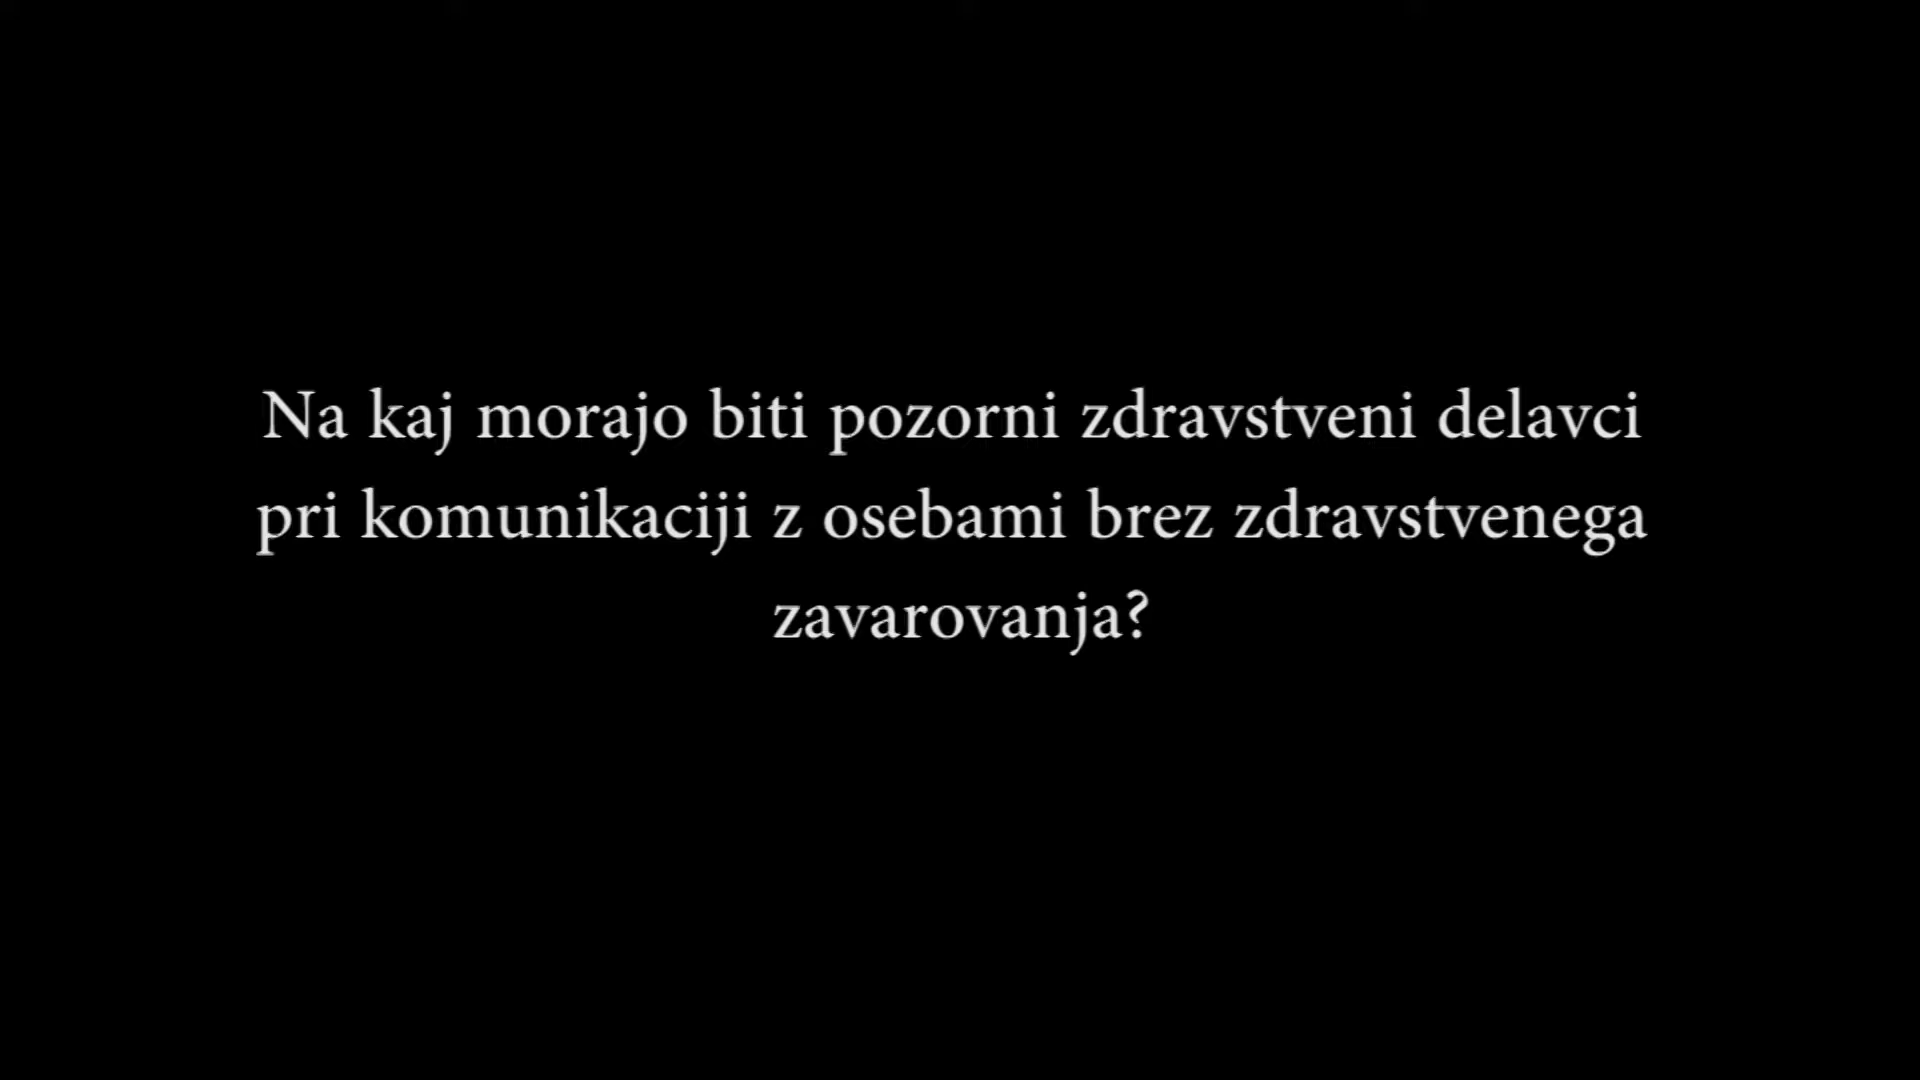 Na kaj morajo biti pozorni zdravstveni delavci
pri komunikaciji z osebami brez zdravstvenega
zavarovanja?